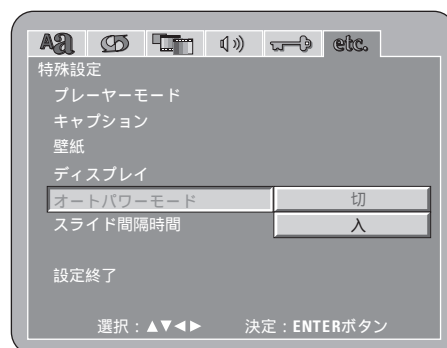 Aあ etc.
特殊設定
プレーヤーモード
キャプション
壁紙
ディスプレイ
オートパワーモード 切
スライド間隔時間 入
設定終了
選択：▲▼◀▶ 決定：ENTERボタン